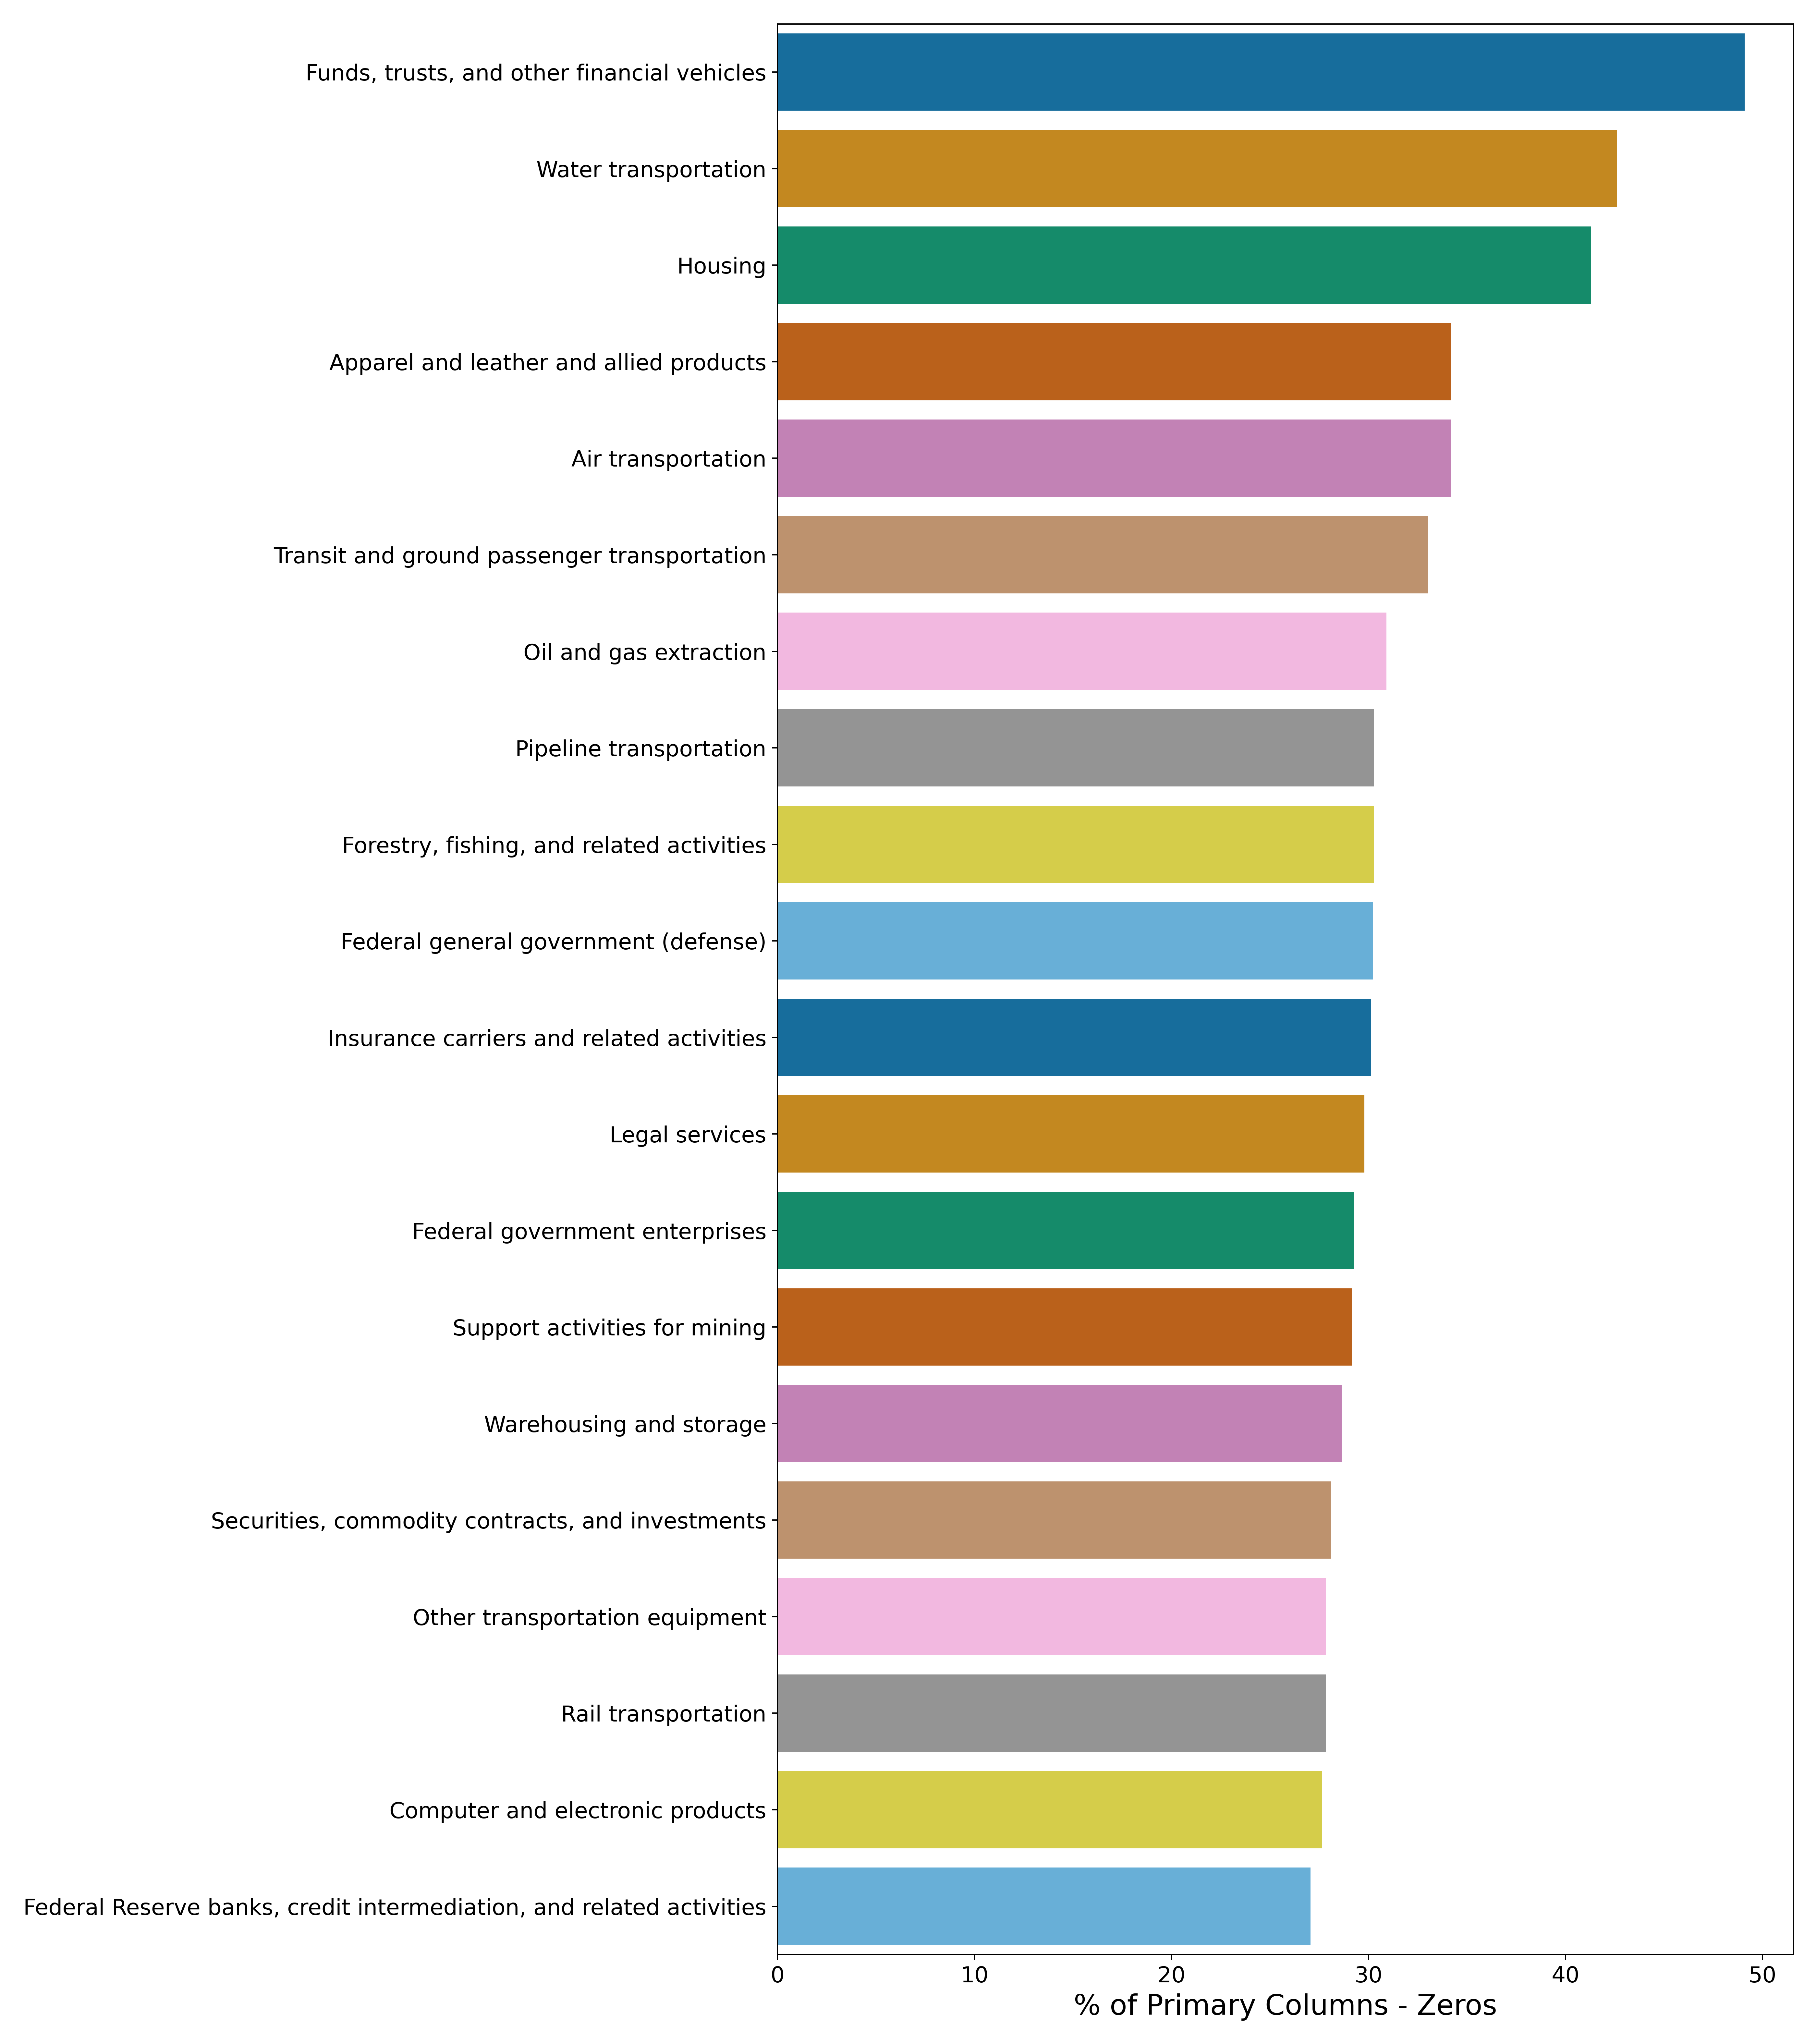 Funds, trusts, and other financial vehicles
Water transportation
Housing
Apparel and leather and allied products
Air transportation
Transit and ground passenger transportation
Oil and gas extraction
Pipeline transportation
Forestry, fishing, and related activities
Federal general government (defense)
Insurance carriers and related activities
Legal services
Federal government enterprises
Support activities for mining
Warehousing and storage
Securities, commodity contracts, and investments
Other transportation equipment
Rail transportation
Computer and electronic products
Federal Reserve banks, credit intermediation, and related activities
0 10 20 30 40 50
% of Primary Columns - Zeros